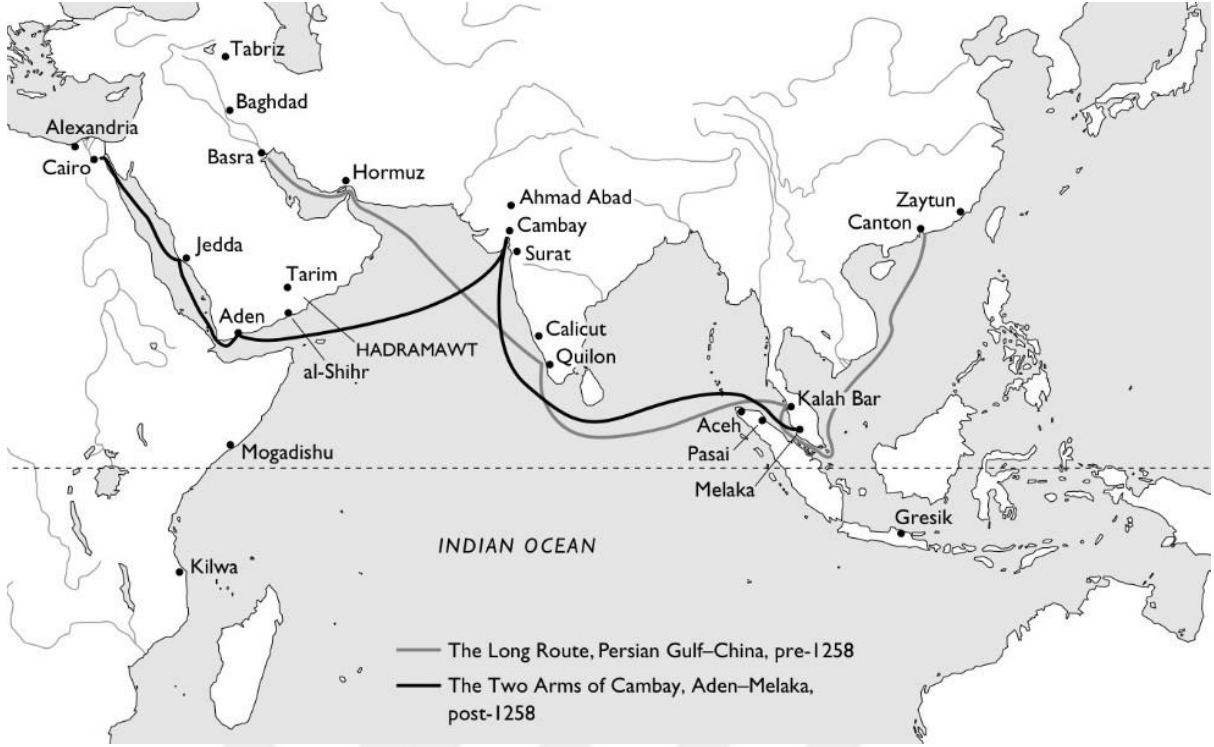 Tabriz
Baghdad
Alexandria
Cairo
Basra
Hormuz
Ahmad Abad
Cambay
Surat
Zaytun
Canton
Jedda
Tarim
Aden
HADRAMAWT
al-Shihr
Calicut
Quilon
Kalah Bar
Aceh
Pasai
Melaka
Mogadishu
Gresik
INDIAN OCEAN
Kilwa
The Long Route, Persian Gulf–China, pre-1258
The Two Arms of Cambay, Aden–Melaka,
post-1258